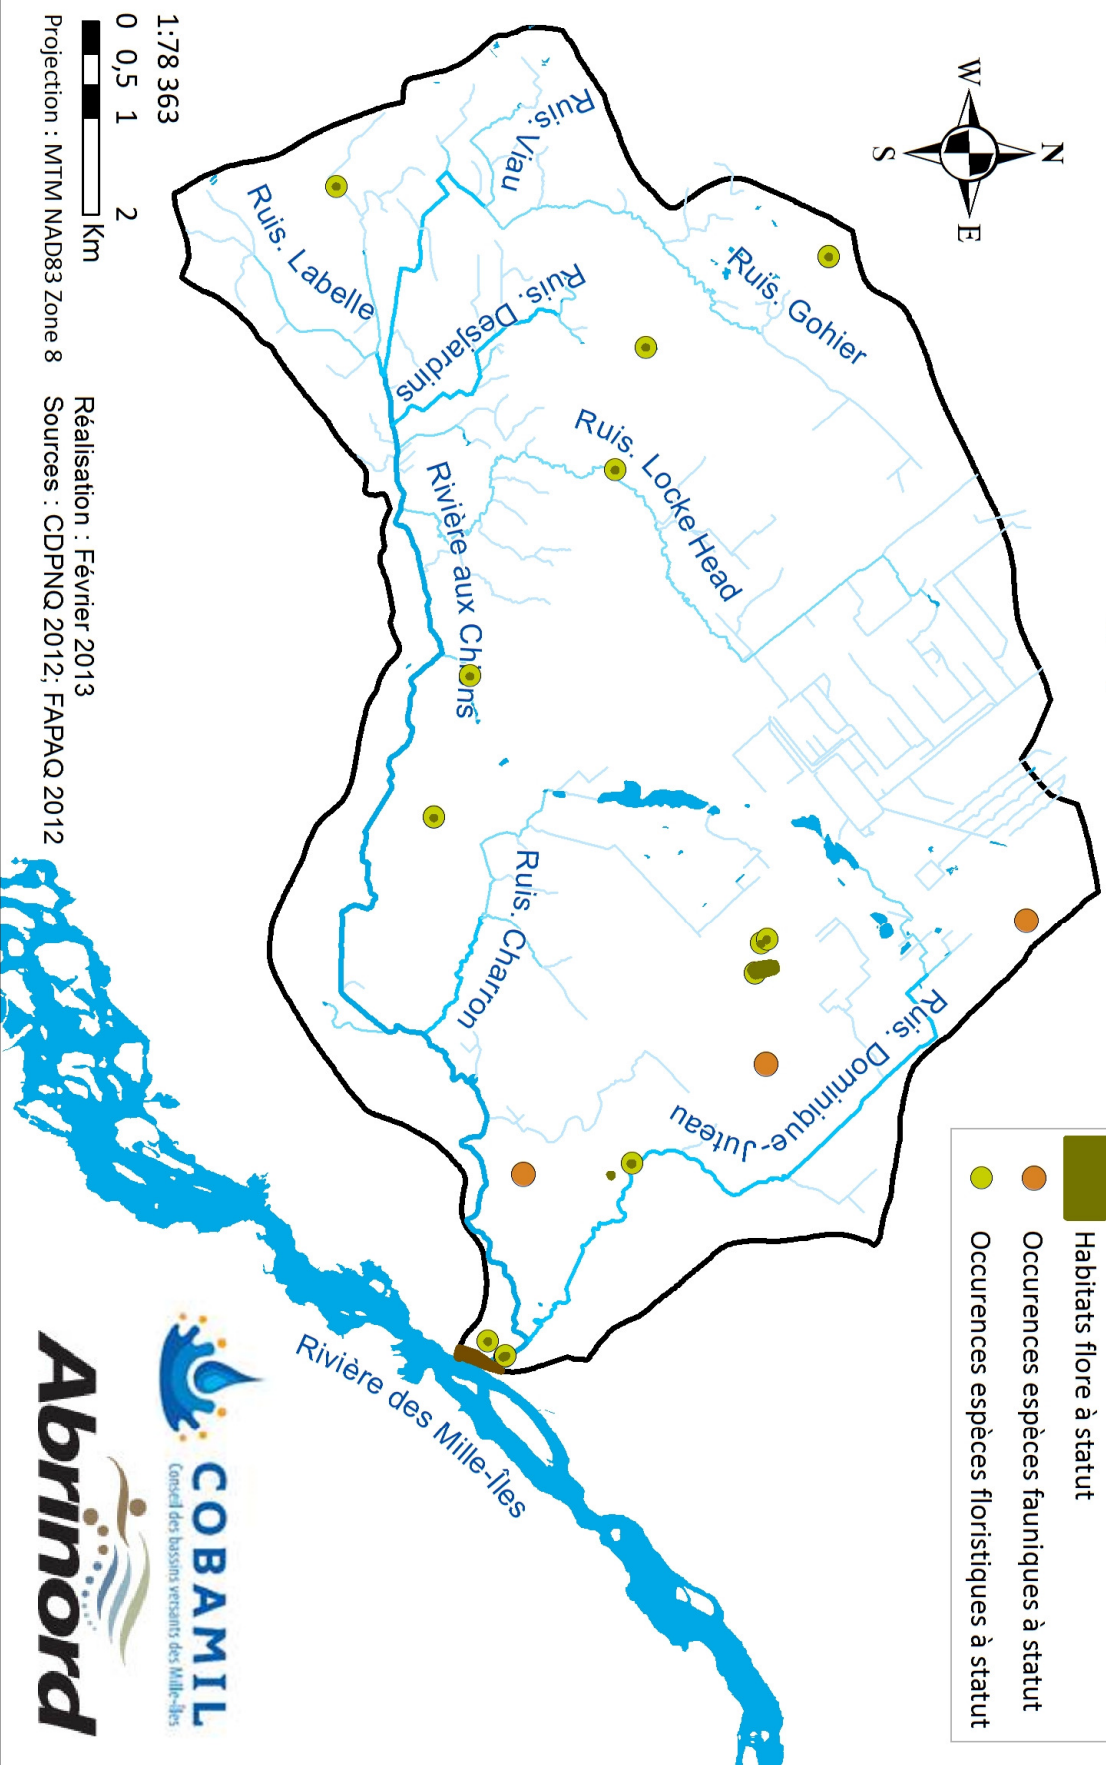 N
W
E
S
Habitats flore à statut
Occurences espèces fauniques à statut
Occurences espèces floristiques à statut
Ruis. Gohier
Ruis. Viau
Ruis. Desjardins
Ruis. Locke Head
Ruis. Labelle
Rivière aux Ch ns
Ruis. Charron
Ruis. Dominique-Juteau
Rivière des Mille-Îles
1:78 363
0 0,5 1 2
Km
Projection : MTM NAD83 Zone 8
Réalisation : Février 2013
Sources : CDPNQ 2012; FAPAQ 2012
COBAMIL
Conseil des bassins versants des Mille-Îles
Abrinord